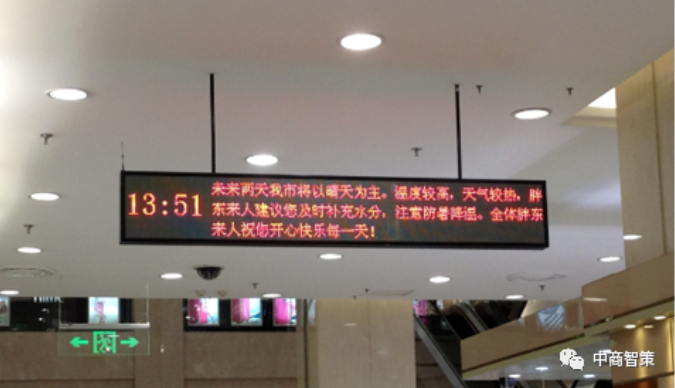 13:51
未来两天我市将以晴天为主。温度较高，天气较热，胖
东来人建议您及时补充水分，注意防暑降温。全体胖东
来人祝您开心快乐每一天！
中商智策